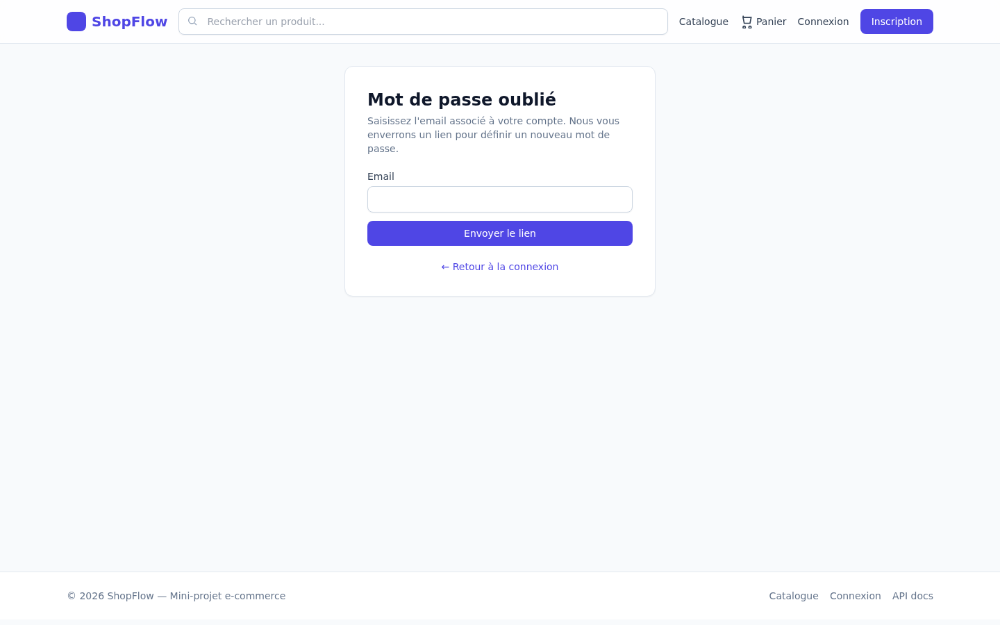 ShopFlow
Rechercher un produit...
Catalogue
Panier
Connexion
Inscription
Mot de passe oublié
Saisissez l'email associé à votre compte. Nous vous
enverrons un lien pour définir un nouveau mot de
passe.
Email
Envoyer le lien
← Retour à la connexion
© 2026 ShopFlow — Mini-projet e-commerce
Catalogue
Connexion
API docs